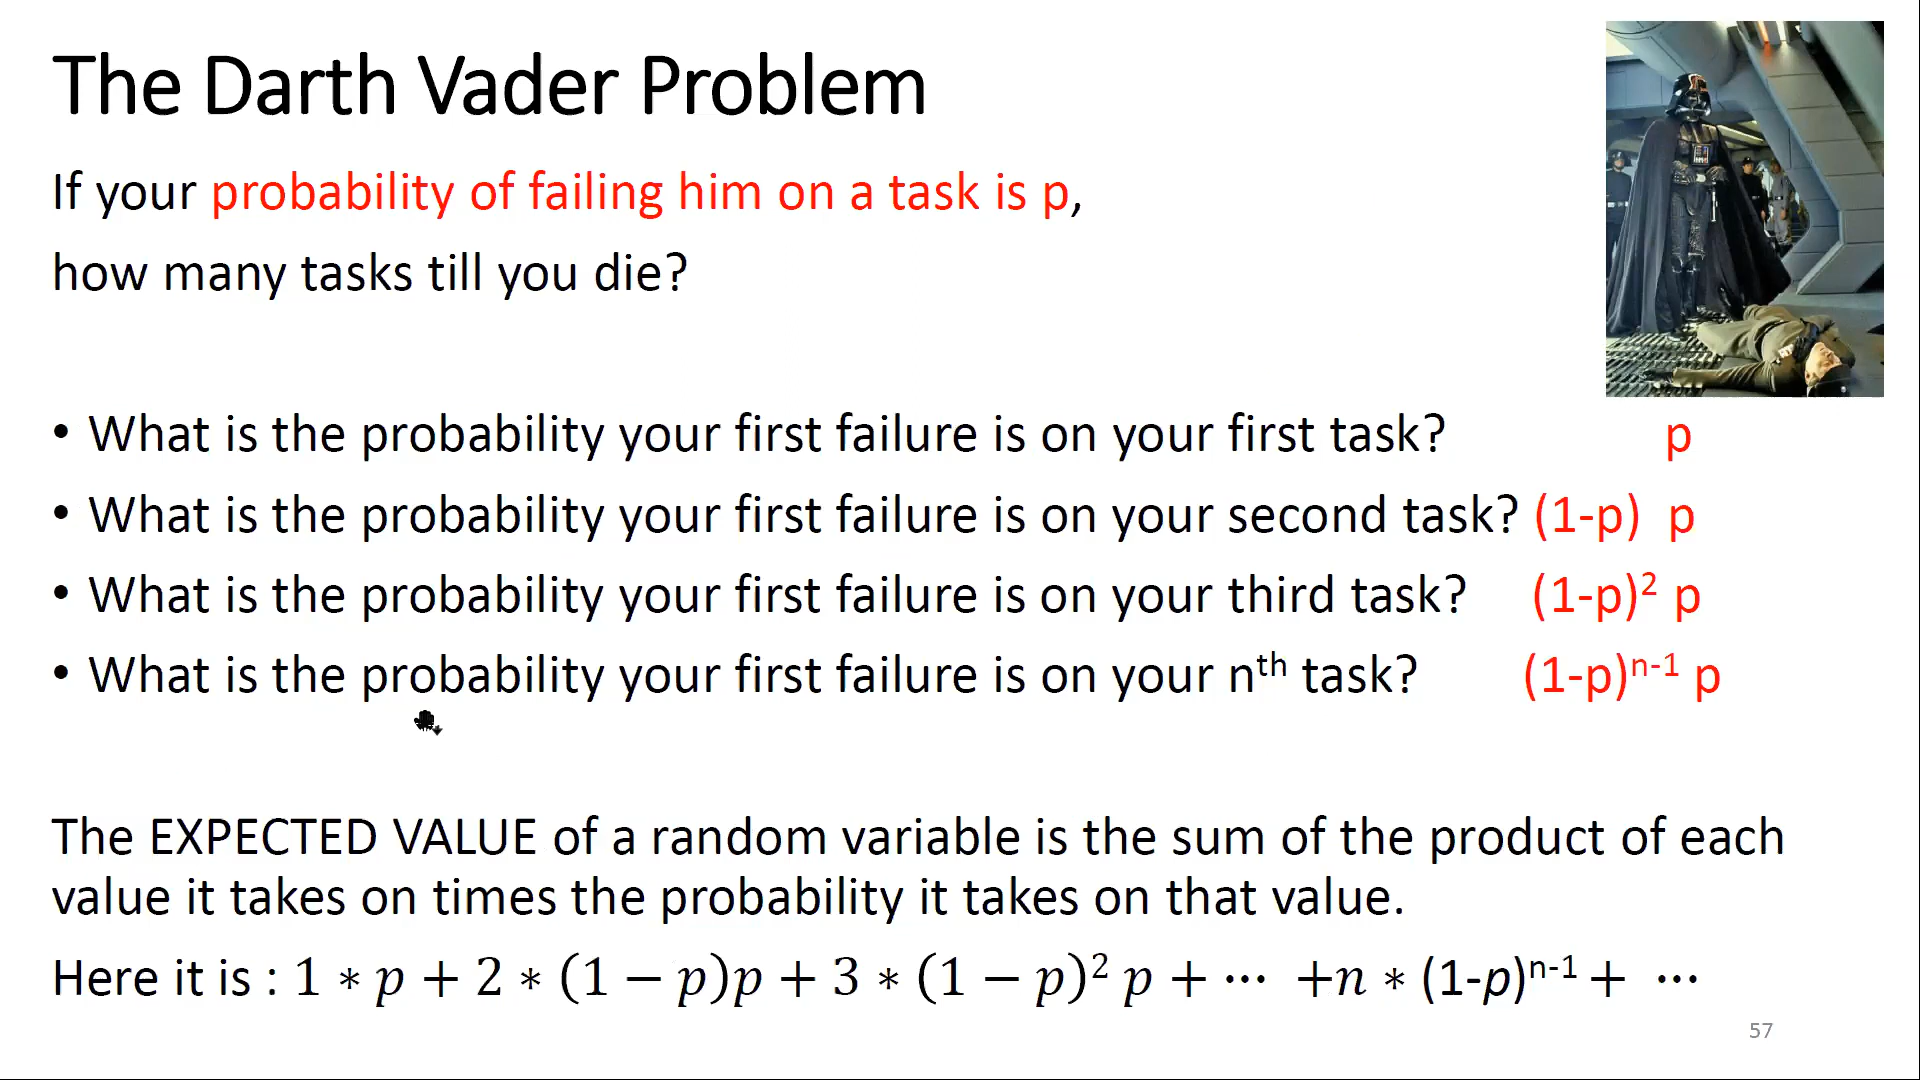 The Darth Vader Problem
If your probability of failing him on a task is p,
how many tasks till you die?
• What is the probability your first failure is on your first task? p
• What is the probability your first failure is on your second task? (1-p) p
• What is the probability your first failure is on your third task? (1-p)² p
• What is the probability your first failure is on your nᵗʰ task? (1-p)ⁿ⁻¹ p
The EXPECTED VALUE of a random variable is the sum of the product of each
value it takes on times the probability it takes on that value.
Here it is : 1 ∗ p + 2 ∗ (1 − p)p + 3 ∗ (1 − p)² p + ⋯ +n ∗ (1-p)ⁿ⁻¹ + ⋯
57